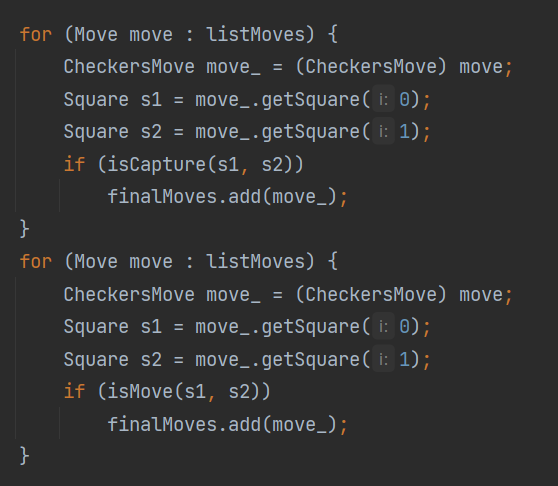 for (Move move : listMoves) {
    CheckersMove move_ = (CheckersMove) move;
    Square s1 = move_.getSquare( i: 0);
    Square s2 = move_.getSquare( i: 1);
    if (isCapture(s1, s2))
        finalMoves.add(move_);
}
for (Move move : listMoves) {
    CheckersMove move_ = (CheckersMove) move;
    Square s1 = move_.getSquare( i: 0);
    Square s2 = move_.getSquare( i: 1);
    if (isMove(s1, s2))
        finalMoves.add(move_);
}